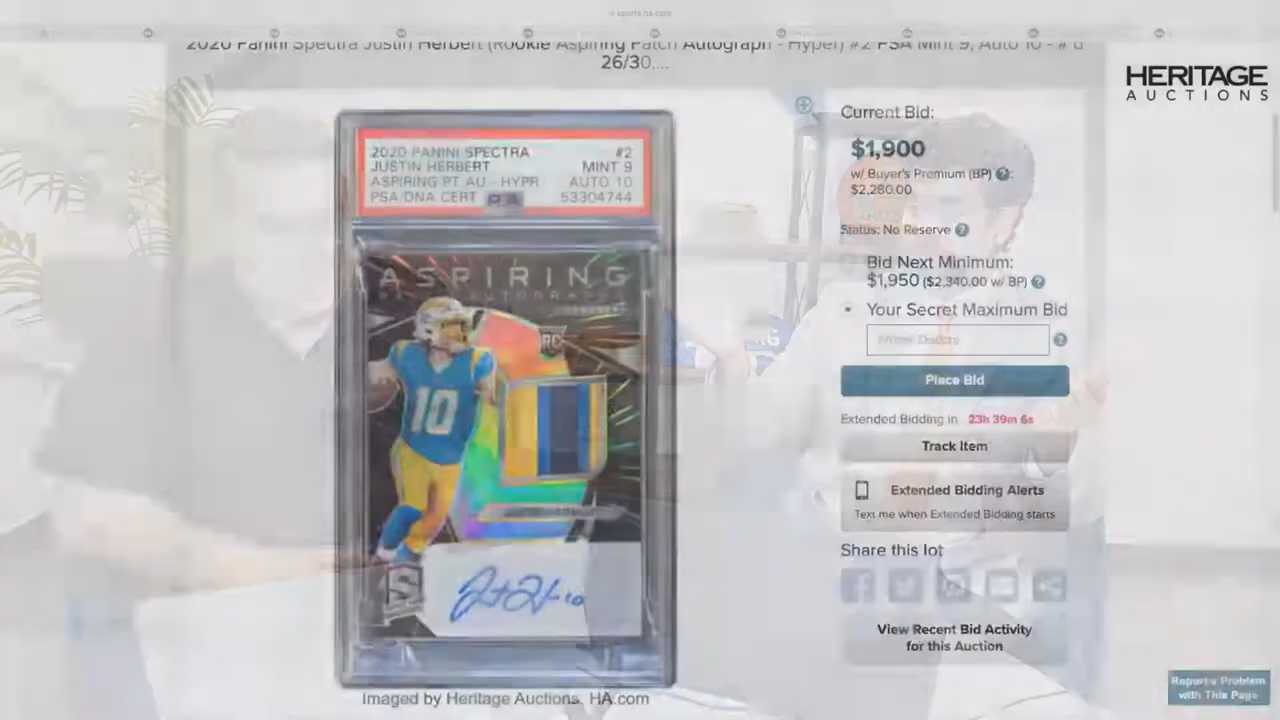 sports.ha.com
2020 Panini Spectra Justin Herbert (Rookie Aspiring Patch Autograph - Hyper) #2 PSA Mint 9, Auto 10 - #'d
26/30....
HERITAGE
AUCTIONS
2020 PANINI SPECTRA #2
JUSTIN HERBERT MINT 9
ASPIRING PT AU - HYPR AUTO 10
PSA/DNA CERT PSA 53304744
ASPIRING
RC
10
Imaged by Heritage Auctions, HA.com
Current Bid:
$1,900
w/ Buyer's Premium (BP) ?:
$2,280.00
Status: No Reserve ?
Bid Next Minimum:
$1,950 ($2,340.00 w/ BP) ?
• Your Secret Maximum Bid
?
Place Bid
Extended Bidding in 23h 39m 6s
Track Item
Extended Bidding Alerts
Text me when Extended Bidding starts
Share this lot
View Recent Bid Activity
for this Auction
Report a Problem
with This Page